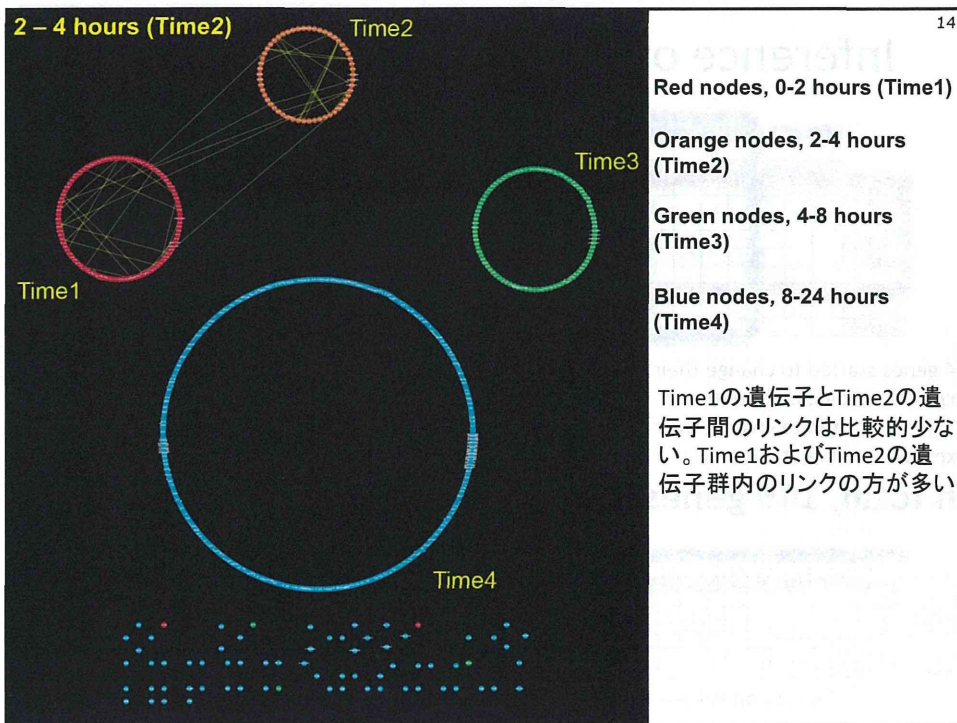 2 – 4 hours (Time2)
Time2
Time3
Time1
Time4
14
Red nodes, 0-2 hours (Time1)
Orange nodes, 2-4 hours
(Time2)
Green nodes, 4-8 hours
(Time3)
Blue nodes, 8-24 hours
(Time4)
Time1の遺伝子とTime2の遺
伝子間のリンクは比較的少な
い。Time1およびTime2の遺
伝子群内のリンクの方が多い